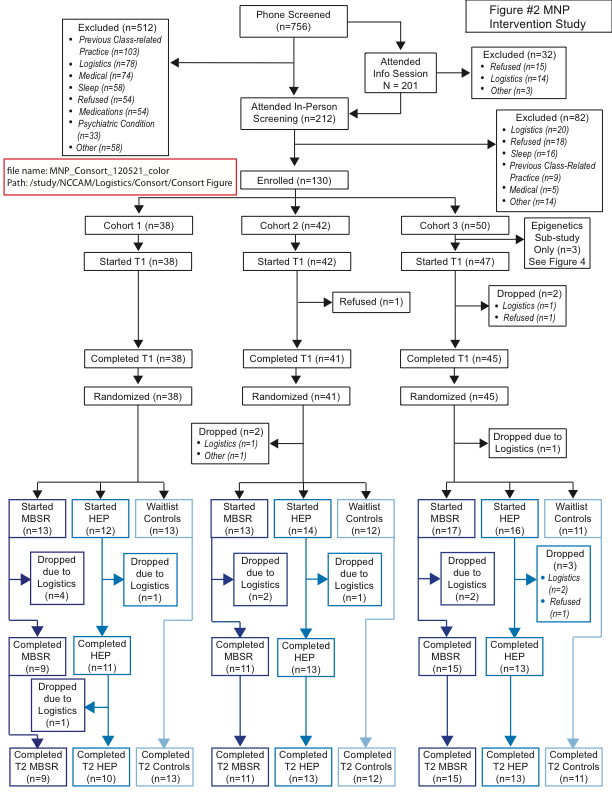 Figure #2 MNP
Intervention Study
Phone Screened
(n=756)
Excluded (n=512)
• Previous Class-related
Practice (n=103)
• Logistics (n=78)
• Medical (n=74)
• Sleep (n=58)
• Refused (n=54)
• Medications (n=54)
• Psychiatric Condition
(n=33)
• Other (n=58)
Attended
Info Session
N = 201
Excluded (n=32)
• Refused (n=15)
• Logistics (n=14)
• Other (n=3)
Attended In-Person
Screening (n=212)
Excluded (n=82)
• Logistics (n=20)
• Refused (n=18)
• Sleep (n=16)
• Previous Class-Related
Practice (n=9)
• Medical (n=5)
• Other (n=14)
file name: MNP_Consort_120521_color
Path: /study/NCCAM/Logistics/Consort/Consort Figure
Enrolled (n=130)
Cohort 1 (n=38)
Cohort 2 (n=42)
Cohort 3 (n=50)
Epigenetics
Sub-study
Only (n=3)
See Figure 4
Started T1 (n=38)
Started T1 (n=42)
Started T1 (n=47)
Refused (n=1)
Dropped (n=2)
• Logistics (n=1)
• Refused (n=1)
Completed T1 (n=38)
Completed T1 (n=41)
Completed T1 (n=45)
Randomized (n=38)
Randomized (n=41)
Randomized (n=45)
Dropped (n=2)
• Logistics (n=1)
• Other (n=1)
Dropped due to
Logistics (n=1)
Started
MBSR
(n=13)
Started
HEP
(n=12)
Waitlist
Controls
(n=13)
Started
MBSR
(n=13)
Started
HEP
(n=14)
Waitlist
Controls
(n=12)
Started
MBSR
(n=17)
Started
HEP
(n=16)
Waitlist
Controls
(n=11)
Dropped
due to
Logistics
(n=4)
Dropped
due to
Logistics
(n=1)
Dropped
due to
Logistics
(n=2)
Dropped
due to
Logistics
(n=1)
Dropped
due to
Logistics
(n=2)
Dropped
(n=3)
• Logistics
(n=2)
• Refused
(n=1)
Completed
MBSR
(n=9)
Completed
HEP
(n=11)
Completed
MBSR
(n=11)
Completed
HEP
(n=13)
Completed
MBSR
(n=15)
Completed
HEP
(n=13)
Dropped
due to
Logistics
(n=1)
Completed
T2 MBSR
(n=9)
Completed
T2 HEP
(n=10)
Completed
T2 Controls
(n=13)
Completed
T2 MBSR
(n=11)
Completed
T2 HEP
(n=13)
Completed
T2 Controls
(n=12)
Completed
T2 MBSR
(n=15)
Completed
T2 HEP
(n=13)
Completed
T2 Controls
(n=11)